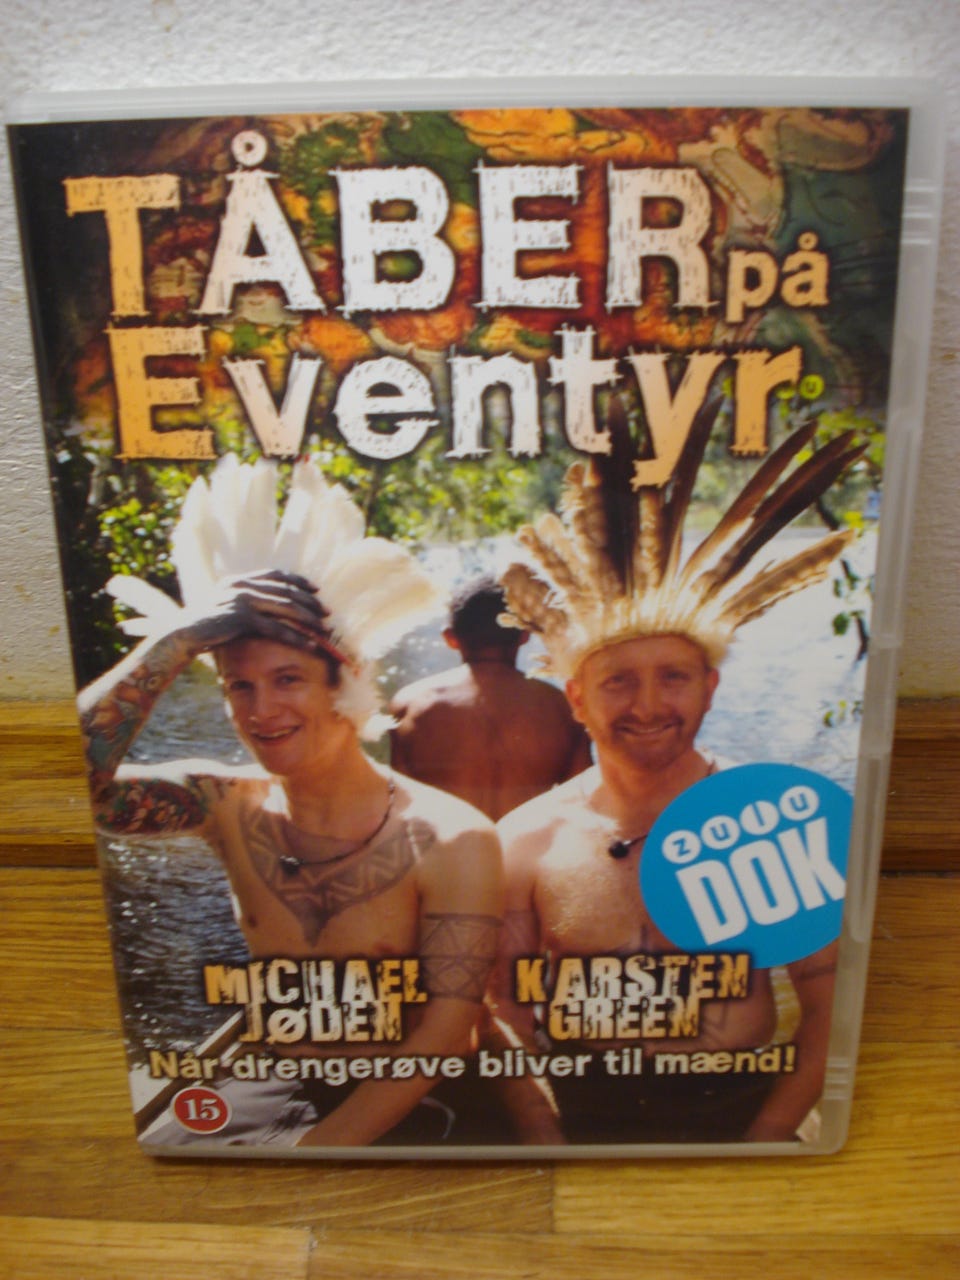 TÅBER på
Eventyr
zulu
DOK
MICHAEL
JØDEN
KARSTEN
GREEN
Når drengerøve bliver til mænd!
15